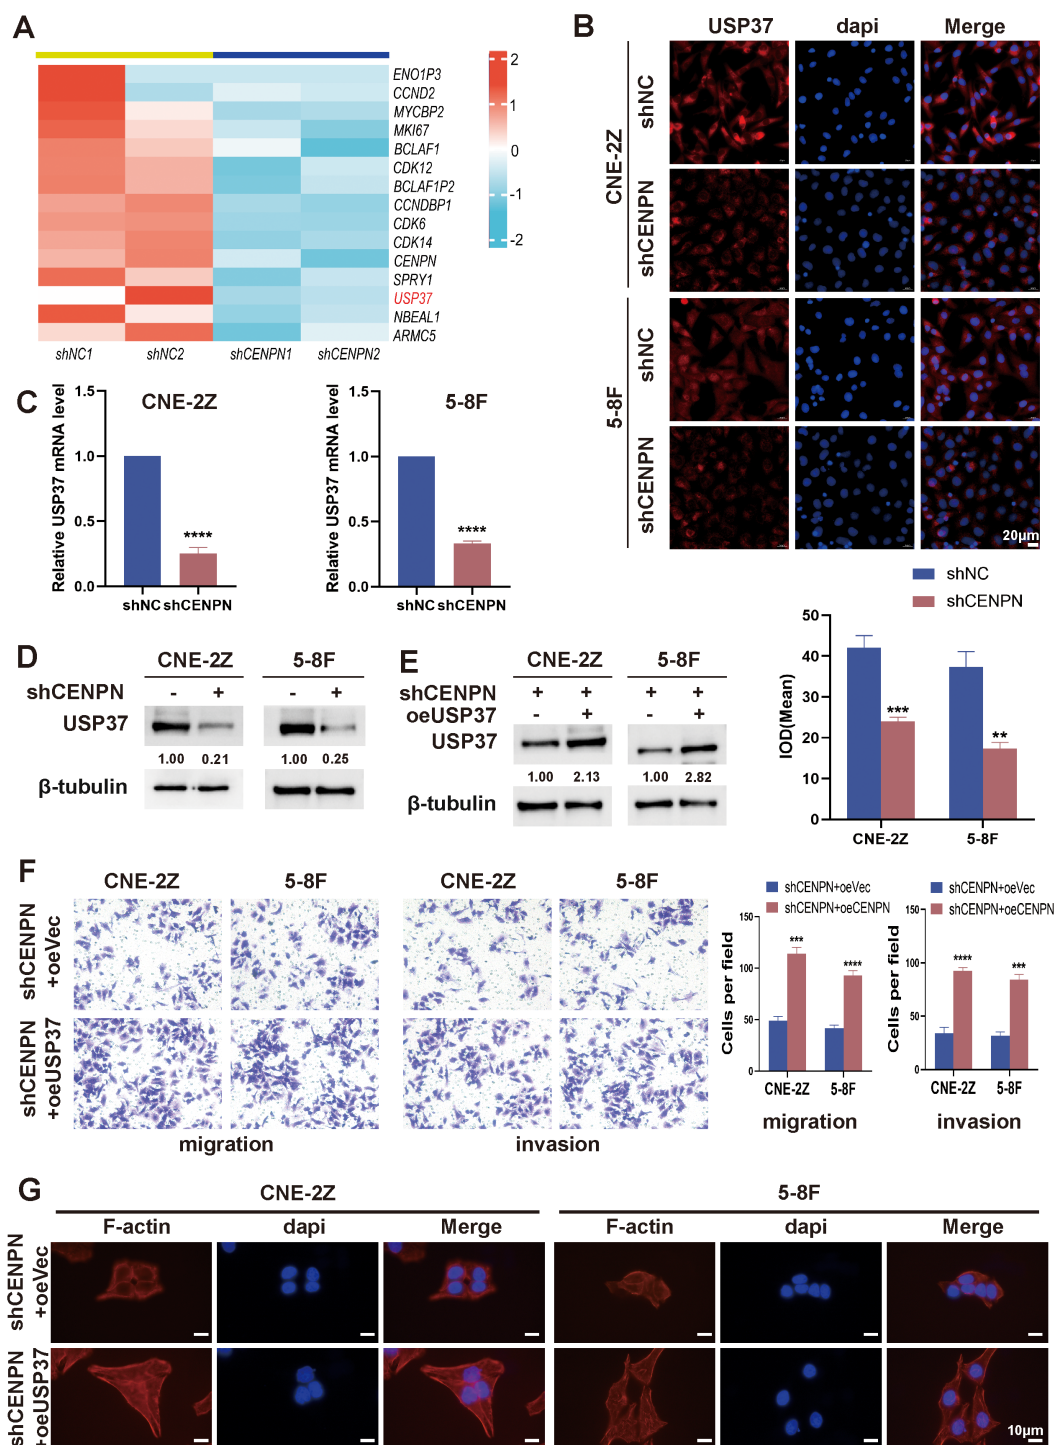 A
2
1
0
-1
-2
ENO1P3
CCND2
MYCBP2
MKI67
BCLAF1
CDK12
BCLAF1P2
CCNDBP1
CDK6
CDK14
CENPN
SPRY1
USP37
NBEAL1
ARMC5
shNC1 shNC2 shCENPN1 shCENPN2
B
USP37 dapi Merge
CNE-2Z
shNC
shCENPN
5-8F
shNC
shCENPN
20μm
shNC
shCENPN
IOD(Mean)
50
40
30
20
10
0
*** **
CNE-2Z 5-8F
C
CNE-2Z
Relative USP37 mRNA level
1.5
1.0
0.5
0.0
****
shNC shCENPN
5-8F
Relative USP37 mRNA level
1.5
1.0
0.5
0.0
****
shNC shCENPN
D
CNE-2Z 5-8F
shCENPN - + - +
USP37
1.00 0.21 1.00 0.25
β-tubulin
E
CNE-2Z 5-8F
shCENPN + + + +
oeUSP37 - + - +
USP37
1.00 2.13 1.00 2.82
β-tubulin
F
CNE-2Z 5-8F CNE-2Z 5-8F
shCENPN
+oeVec
shCENPN
+oeUSP37
migration invasion
shCENPN+oeVec
shCENPN+oeCENPN
Cells per field
150
100
50
0
*** ****
CNE-2Z 5-8F
migration
shCENPN+oeVec
shCENPN+oeCENPN
Cells per field
150
100
50
0
**** ***
CNE-2Z 5-8F
invasion
G
CNE-2Z 5-8F
F-actin dapi Merge F-actin dapi Merge
shCENPN
+oeVec
shCENPN
+oeUSP37
10μm